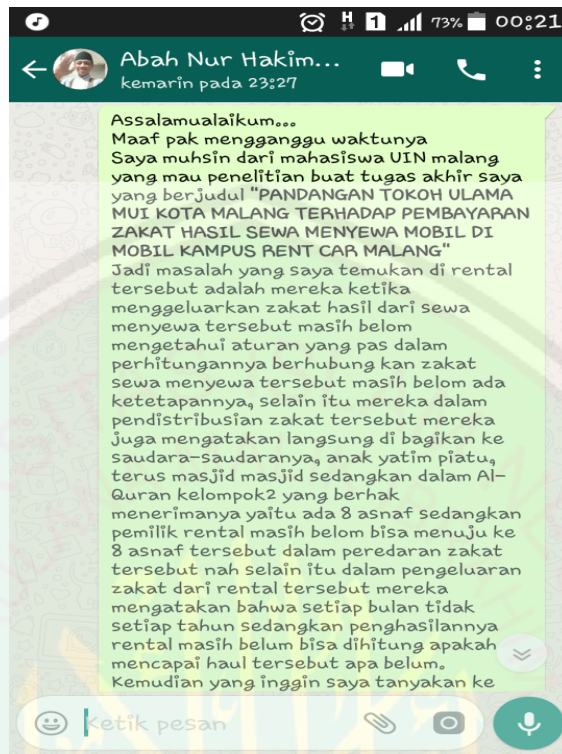 H 1 73% 00:21
Abah Nur Hakim...
kemarin pada 23:27
Assalamualaikum...
Maaf pak mengganggu waktunya
Saya muhsin dari mahasiswa UIN malang
yang mau penelitian buat tugas akhir saya
yang berjudul "PANDANGAN TOKOH ULAMA
MUI KOTA MALANG TERHADAP PEMBAYARAN
ZAKAT HASIL SEWA MENYEWA MOBIL DI
MOBIL KAMPUS RENT CAR MALANG"
Jadi masalah yang saya temukan di rental
tersebut adalah mereka ketika
menggeluarkan zakat hasil dari sewa
menyewa tersebut masih belom
mengetahui aturan yang pas dalam
perhitungannya berhubung kan zakat
sewa menyewa tersebut masih belom ada
ketetapannya, selain itu mereka dalam
pendistribusian zakat tersebut mereka
juga mengatakan langsung di bagikan ke
saudara-saudaranya, anak yatim piatu,
terus masjid masjid sedangkan dalam Al-
Quran kelompok2 yang berhak
menerimanya yaitu ada 8 asnaf sedangkan
pemilik rental masih belom bisa menuju ke
8 asnaf tersebut dalam peredaran zakat
tersebut nah selain itu dalam pengeluaran
zakat dari rental tersebut mereka
mengatakan bahwa setiap bulan tidak
setiap tahun sedangkan penghasilannya
rental masih belum bisa dihitung apakah
mencapai haul tersebut apa belum.
Kemudian yang inggin saya tanyakan ke
Ketik pesan